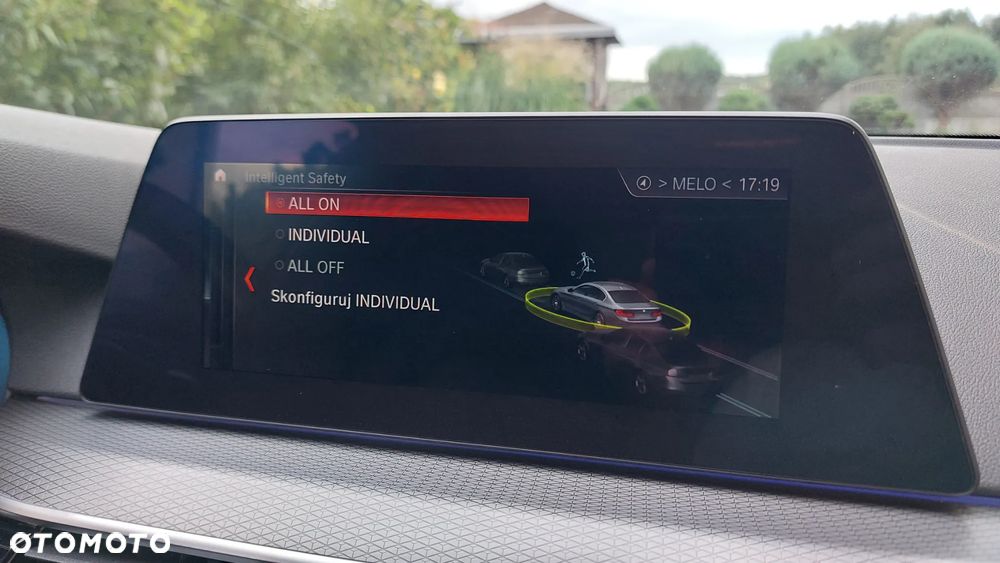 Intelligent Safety
> MELO < 17:19
ALL ON
INDIVIDUAL
ALL OFF
Skonfiguruj INDIVIDUAL
OTOMOTO